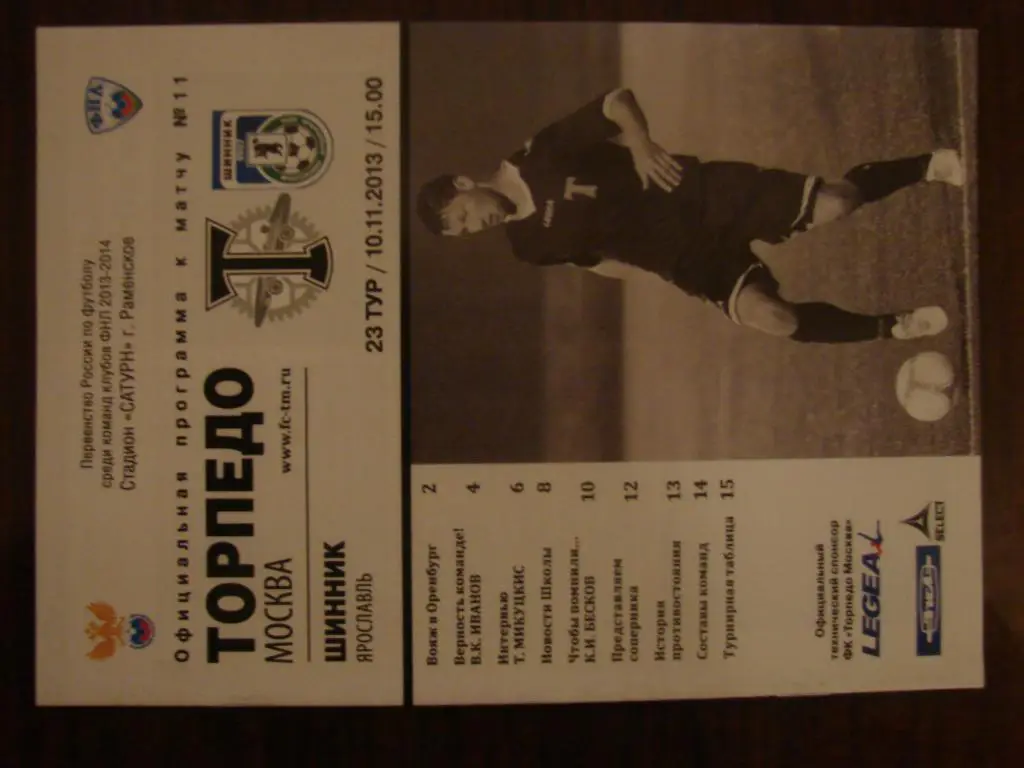 ФНЛ
Первенство России по футболу
среди команд клубов ФНЛ 2013-2014
Стадион «САТУРН» г. Раменское
Официальная программа к матчу №11
ТОРПЕДО
МОСКВА
www.fc-tm.ru
ШИННИК
ЯРОСЛАВЛЬ
Т
ШИННИК
23 ТУР / 10.11.2013 / 15.00
Т
Вояж в Оренбург 2
Верность команде!
В.К. ИВАНОВ 4
Интервью
Т. МИКУЦКИС 6
Новости Школы 8
Чтобы помнили...
К.И. БЕСКОВ 10
Представляем
соперника 12
История
противостояния 13
Составы команд 14
Турнирная таблица 15
Официальный
технический спонсор
ФК «Торпедо Москва»
LEGEA
SELECT